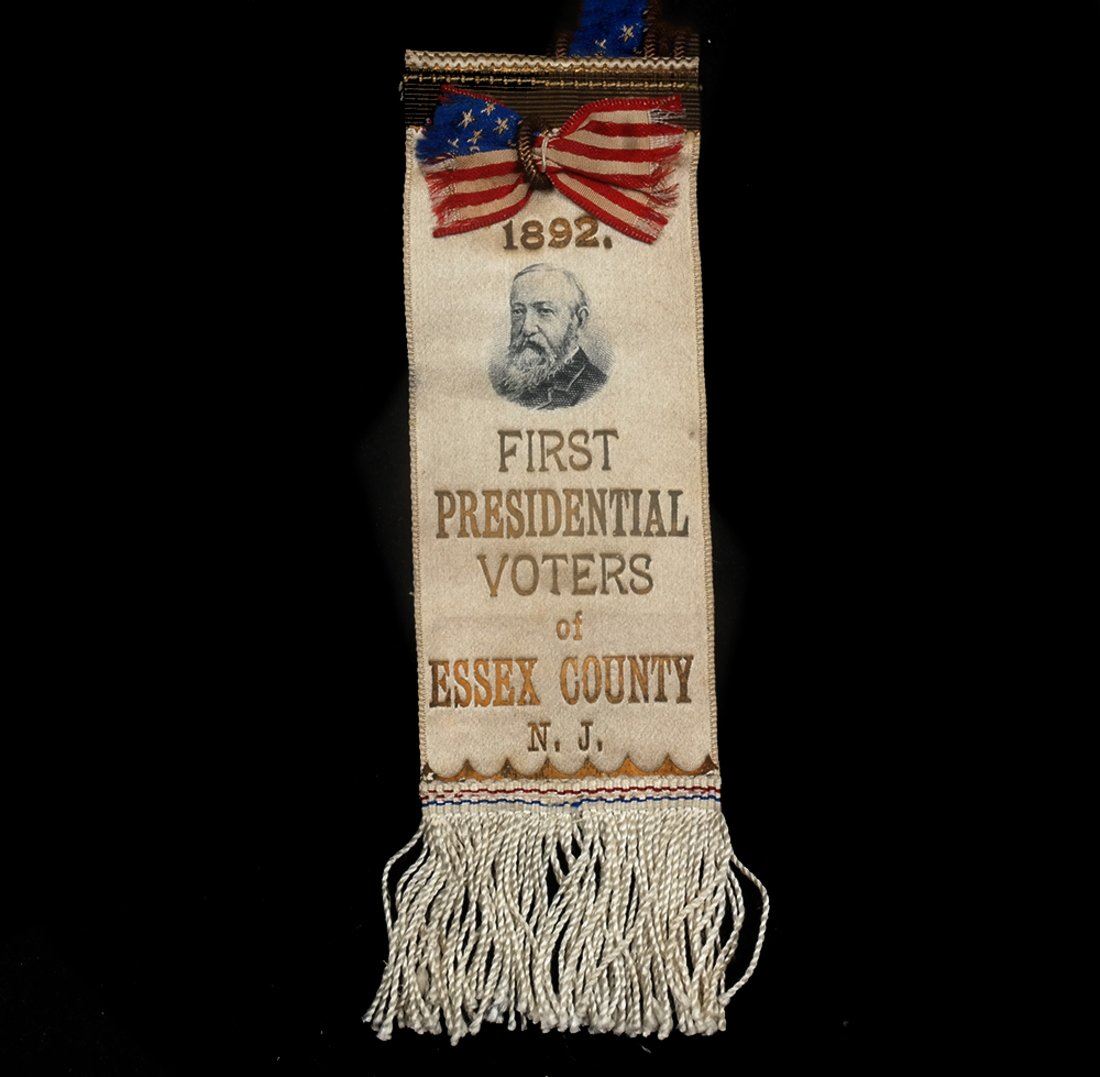 1892.
FIRST
PRESIDENTIAL
VOTERS
of
ESSEX COUNTY
N. J.